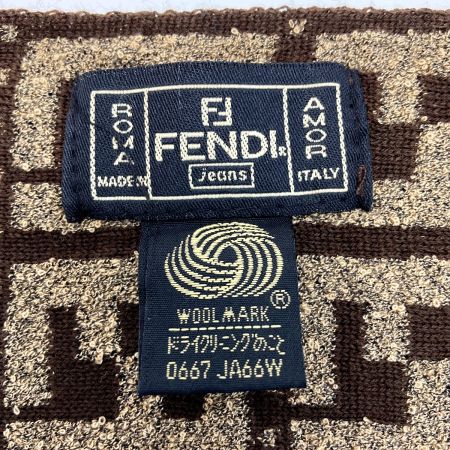 ROMA
FENDI®
AMOR
MADE IN
Jeans
ITALY
WOOLMARK ®
ドライクリーニングのこと
0667 JA66W